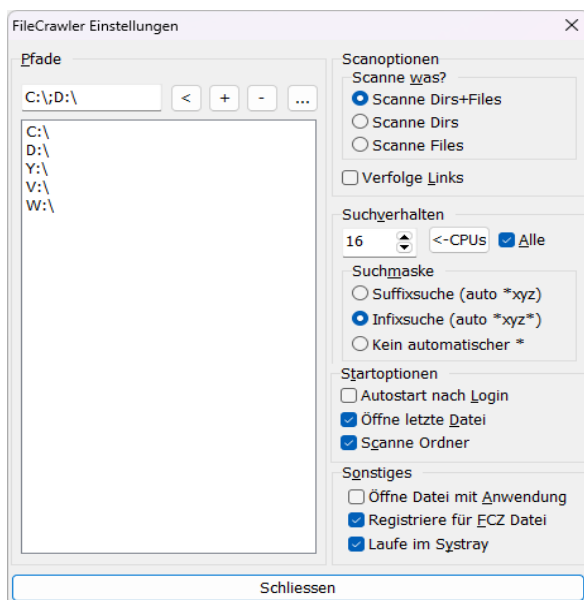 FileCrawler Einstellungen
Pfade
C:\;D:\ < + - ...
C:\
D:\
Y:\
V:\
W:\
Scanoptionen
Scanne was?
Scanne Dirs+Files
Scanne Dirs
Scanne Files
Verfolge Links
Suchverhalten
16 <-CPUs Alle
Suchmaske
Suffixsuche (auto *xyz)
Infixsuche (auto *xyz*)
Kein automatischer *
Startoptionen
Autostart nach Login
Öffne letzte Datei
Scanne Ordner
Sonstiges
Öffne Datei mit Anwendung
Registriere für FCZ Datei
Laufe im Systray
Schliessen